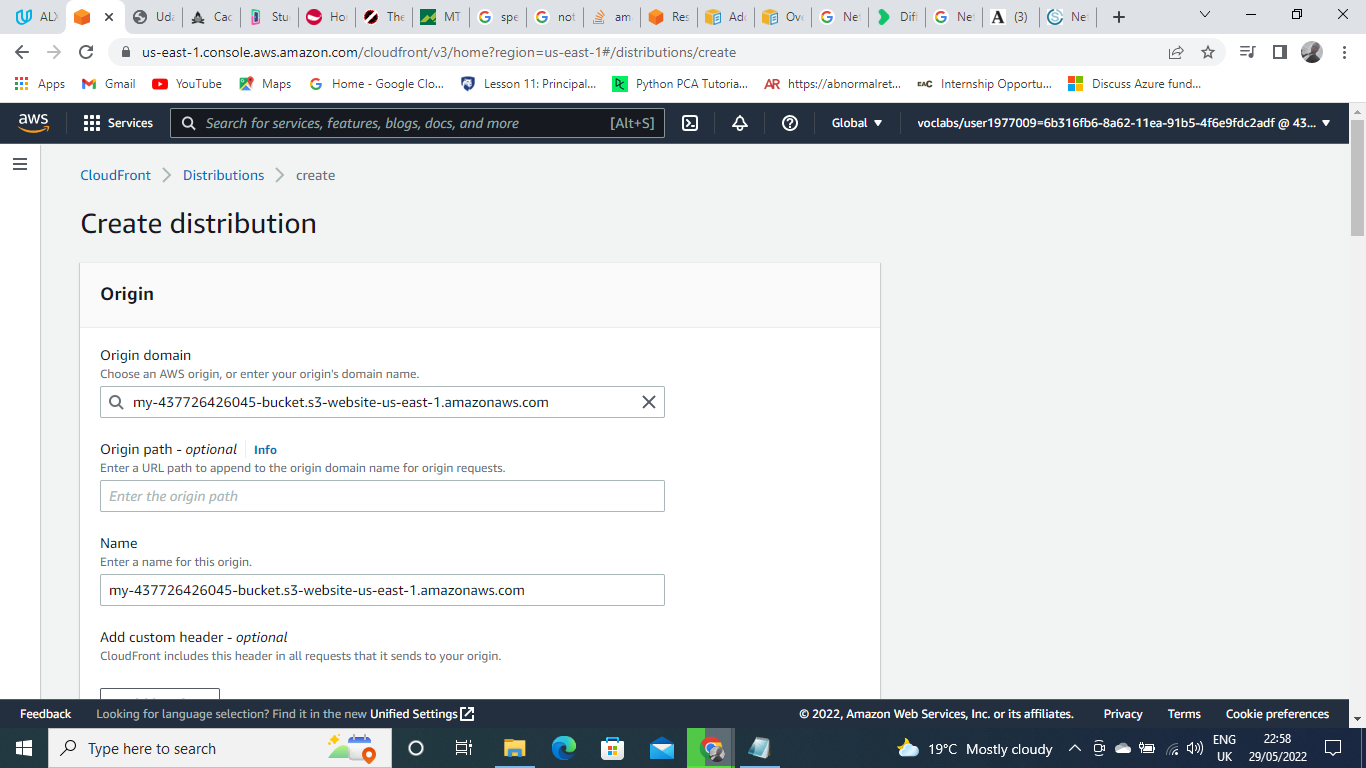 ALX
Uda
Cac
Stu
Ho
The
MT
spe
not
am
Res
Ade
Ove
Net
Diff
Net
(3)
Net
us-east-1.console.aws.amazon.com/cloudfront/v3/home?region=us-east-1#/distributions/create
Apps
Gmail
YouTube
Maps
Home - Google Clo...
Lesson 11: Principal...
Python PCA Tutoria...
AR https://abnormalret...
EAC Internship Opportu...
Discuss Azure fund...
aws
Services
Search for services, features, blogs, docs, and more [Alt+S]
Global
voclabs/user1977009=6b316fb6-8a62-11ea-91b5-4f6e9fdc2adf @ 43...
CloudFront
Distributions
create
Create distribution
Origin
Origin domain
Choose an AWS origin, or enter your origin's domain name.
my-437726426045-bucket.s3-website-us-east-1.amazonaws.com
Origin path - optional Info
Enter a URL path to append to the origin domain name for origin requests.
Enter the origin path
Name
Enter a name for this origin.
my-437726426045-bucket.s3-website-us-east-1.amazonaws.com
Add custom header - optional
CloudFront includes this header in all requests that it sends to your origin.
Feedback
Looking for language selection? Find it in the new Unified Settings
© 2022, Amazon Web Services, Inc. or its affiliates.
Privacy
Terms
Cookie preferences
Type here to search
19°C Mostly cloudy
ENG
UK
22:58
29/05/2022